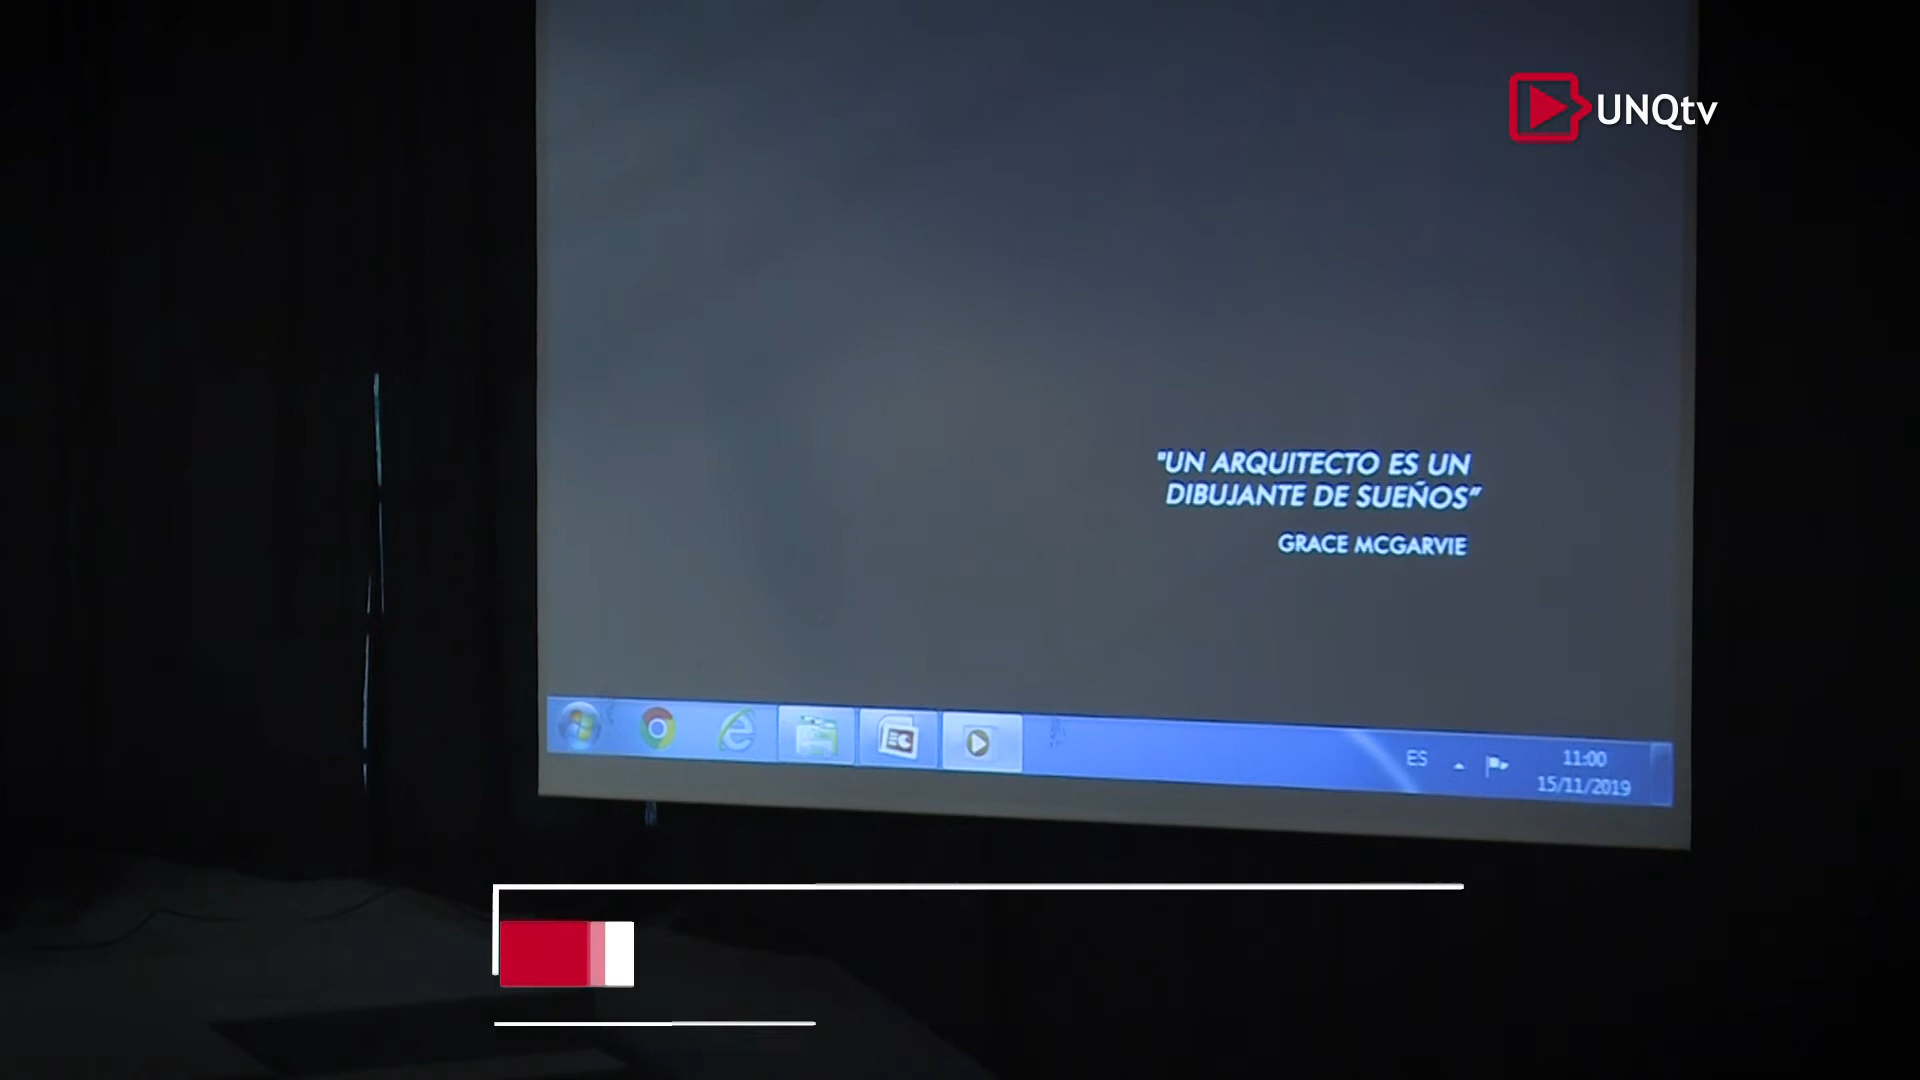 UNQtv
"UN ARQUITECTO ES UN
DIBUJANTE DE SUEÑOS"
GRACE MCGARVIE
ES
11:00
15/11/2019